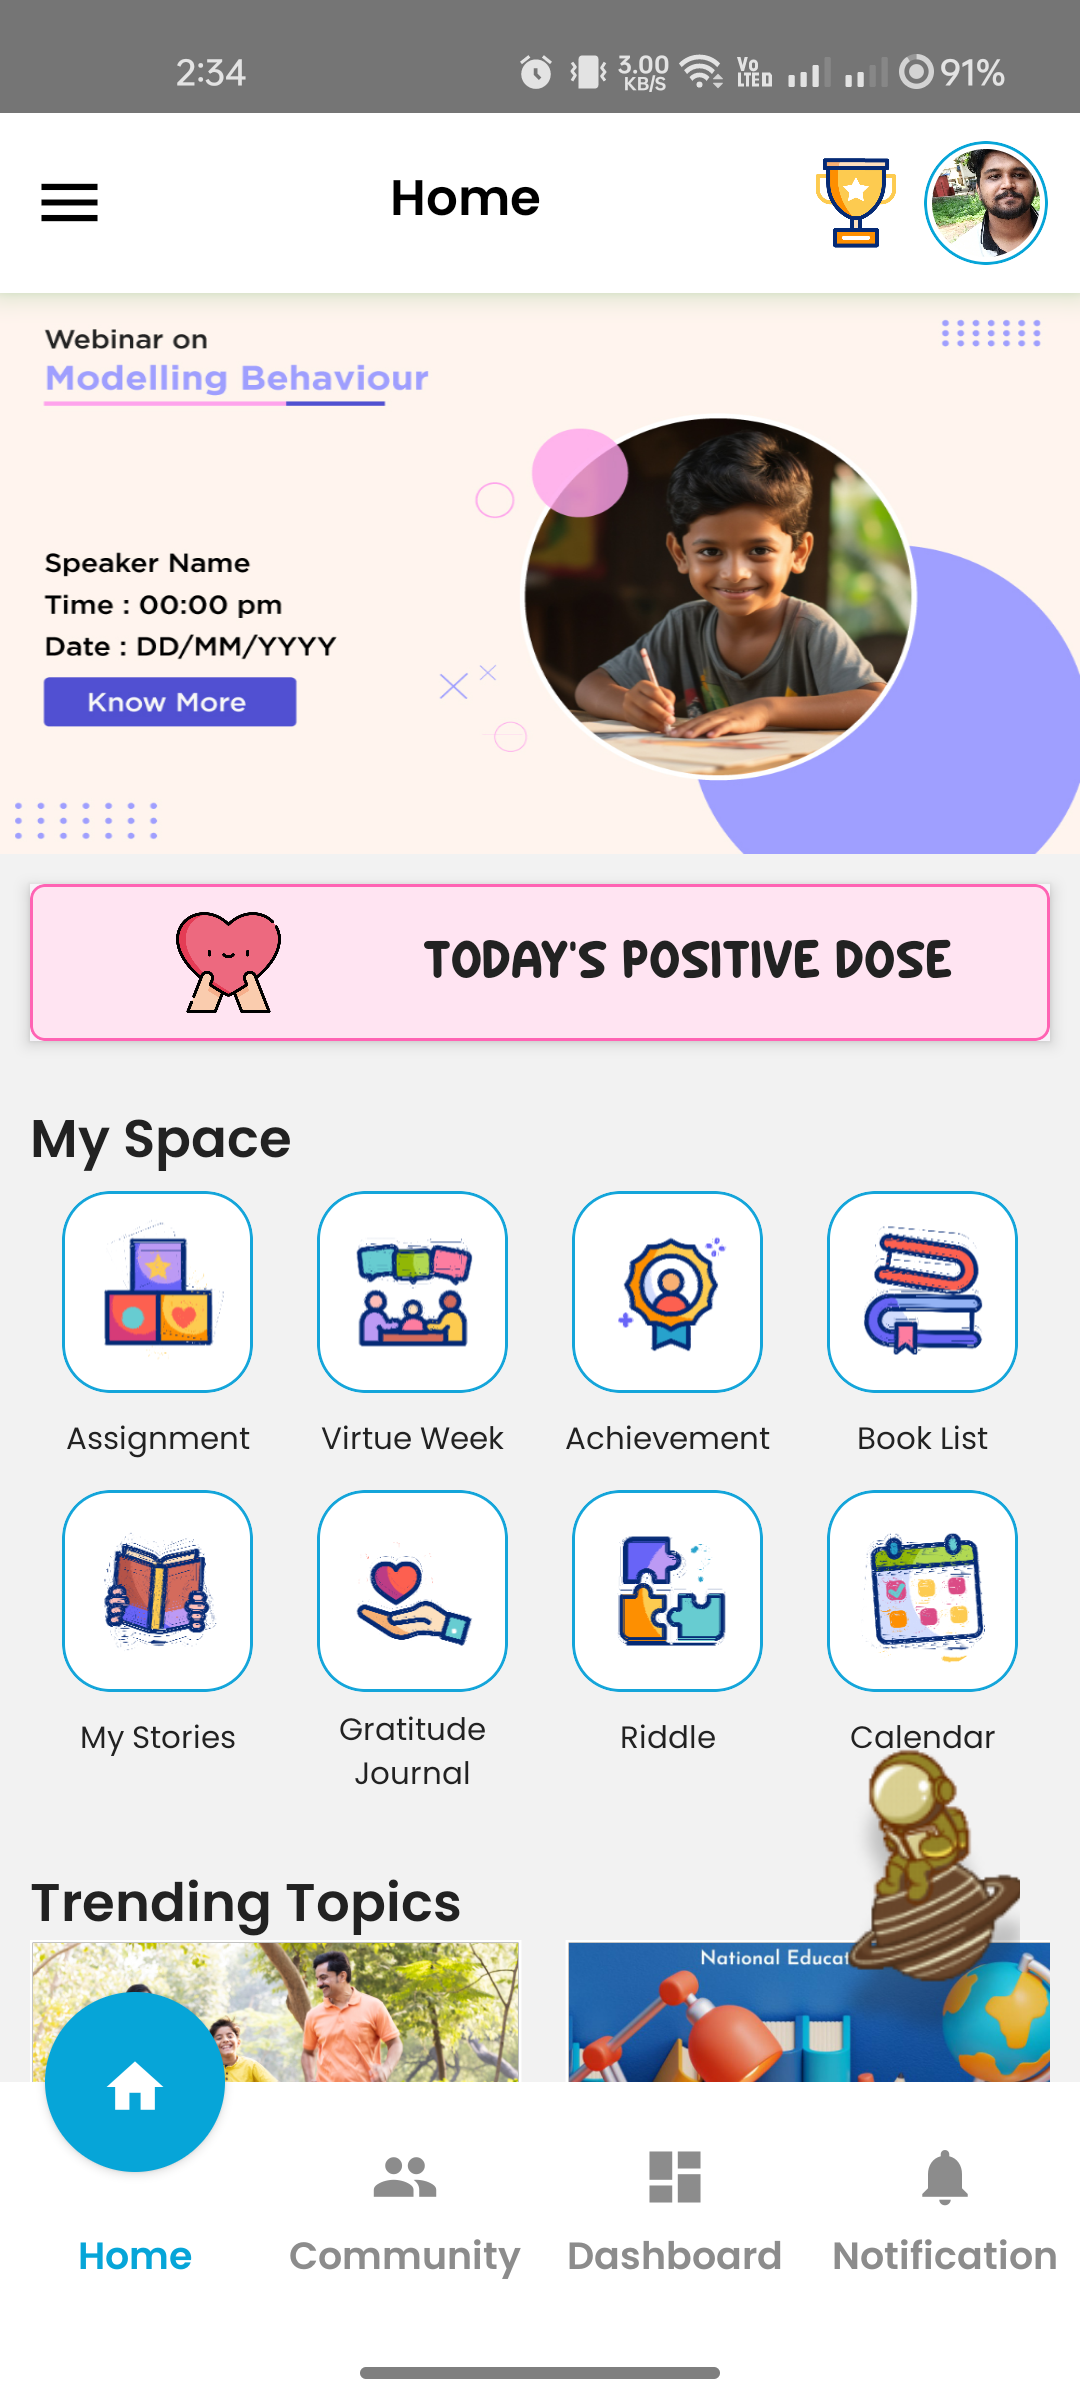 2:34
3.00
KB/S
Vo
LTED
91%
Home
Webinar on
Modelling Behaviour
Speaker Name
Time : 00:00 pm
Date : DD/MM/YYYY
Know More
TODAY'S POSITIVE DOSE
My Space
Assignment
Virtue Week
Achievement
Book List
My Stories
Gratitude
Journal
Riddle
Calendar
Trending Topics
National
Home
Community
Dashboard
Notification